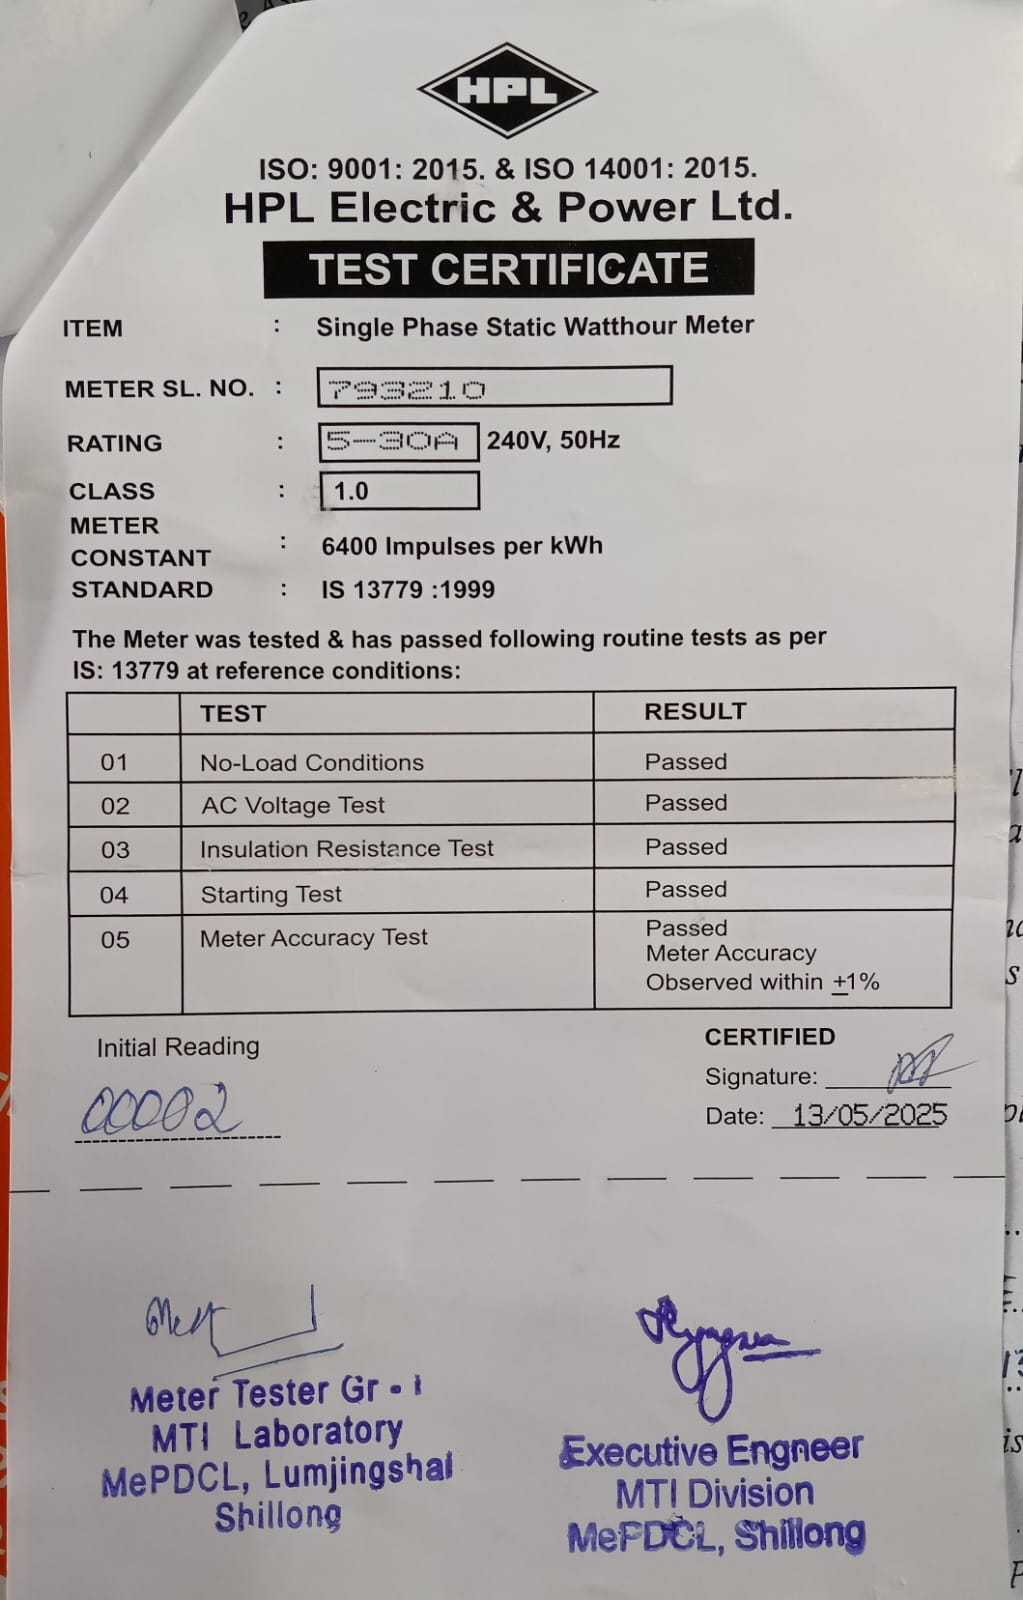 HPL
ISO: 9001: 2015. & ISO 14001: 2015.
HPL Electric & Power Ltd.
TEST CERTIFICATE
ITEM : Single Phase Static Watthour Meter
METER SL. NO. : 793210
RATING : 5-30A 240V, 50Hz
CLASS : 1.0
METER
CONSTANT : 6400 Impulses per kWh
STANDARD : IS 13779 :1999
The Meter was tested & has passed following routine tests as per
IS: 13779 at reference conditions:
TEST RESULT
01 No-Load Conditions Passed
02 AC Voltage Test Passed
03 Insulation Resistance Test Passed
04 Starting Test Passed
05 Meter Accuracy Test Passed
Meter Accuracy
Observed within ±1%
Initial Reading
00002
CERTIFIED
Signature:
Date: 13/05/2025
Meter Tester Gr - I
MTI Laboratory
MePDCL, Lumjingshai
Shillong
Executive Engneer
MTI Division
MePDCL, Shillong